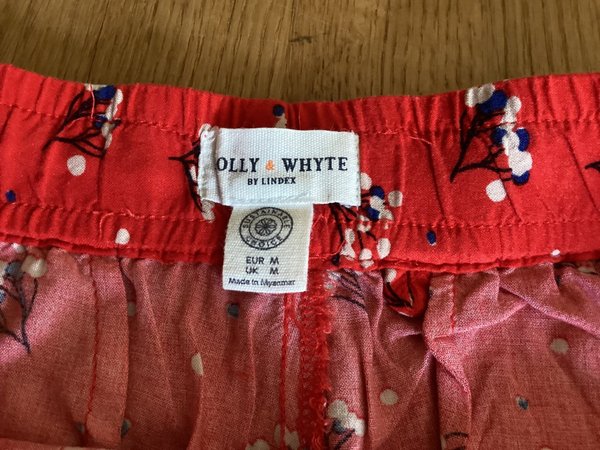 OLLY & WHYTE
BY LINDEX
SUSTAINABLE
CHOICE
EUR M
UK M
Made in Myanmar